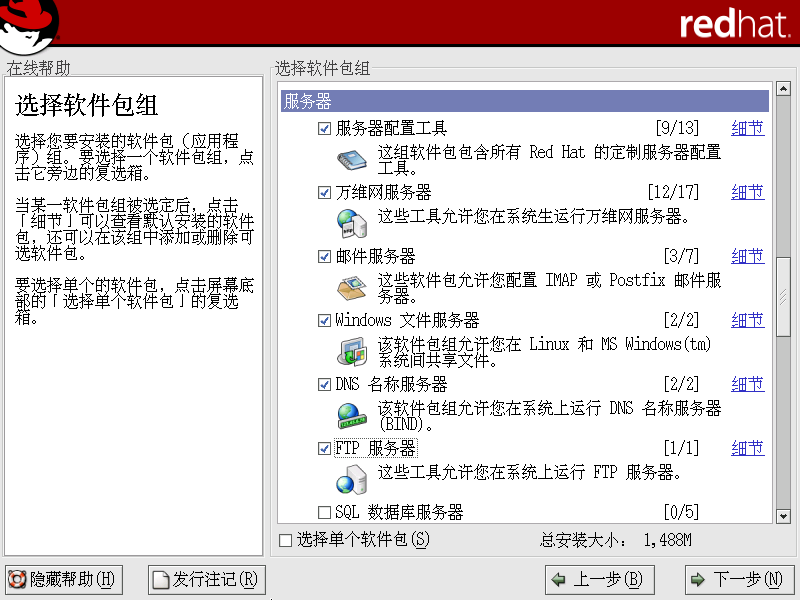 redhat.
在线帮助
选择软件包组
选择您要安装的软件包（应用程
序）组。要选择一个软件包组，点
击它旁边的复选箱。
当某一软件包组被选定后，点击
「细节」可以查看默认安装的软件
包，还可以在该组中添加或删除可
选软件包。
要选择单个的软件包，点击屏幕底
部的「选择单个软件包」的复选
箱。
选择软件包组
服务器
服务器配置工具 [9/13] 细节
这组软件包包含所有 Red Hat 的定制服务器配置
工具。
万维网服务器 [12/17] 细节
这些工具允许您在系统生运行万维网服务器。
邮件服务器 [3/7] 细节
这些软件包允许您配置 IMAP 或 Postfix 邮件服
务器。
Windows 文件服务器 [2/2] 细节
该软件包组允许您在 Linux 和 MS Windows(tm)
系统间共享文件。
DNS 名称服务器 [2/2] 细节
该软件包组允许您在系统上运行 DNS 名称服务器
(BIND)。
FTP 服务器 [1/1] 细节
这些工具允许您在系统上运行 FTP 服务器。
SQL 数据库服务器 [0/5]
选择单个软件包(S) 总安装大小： 1,488M
隐藏帮助(H) 发行注记(R) 上一步(B) 下一步(N)